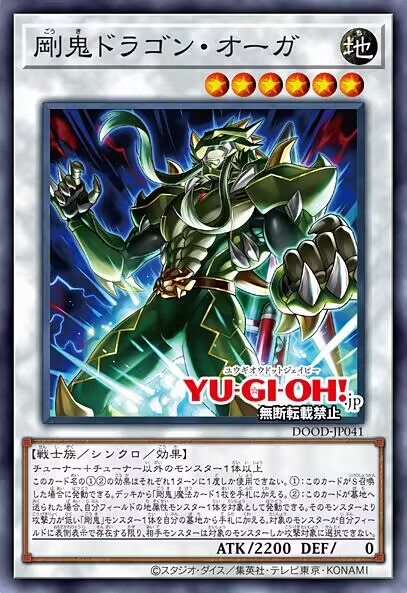 ごう き
剛鬼ドラゴン・オーガ
地
ユウギオウドットジェイピー
YU-GI-OH!.jp
無断転載禁止
DOOD-JP041
【戦士族／シンクロ／効果】
チューナー＋チューナー以外のモンスター1体以上
このカード名の①②の効果はそれぞれ1ターンに1度しか使用できない。①：このカードがS召喚
した場合に発動できる。デッキから「剛鬼」魔法カード1枚を手札に加える。②：このカードが墓地へ
送られた場合、自分フィールドの地属性モンスター1体を対象として発動できる。そのモンスターより
攻撃力が低い「剛鬼」モンスター1体を自分の墓地から手札に加える。対象のモンスターが自分フィー
ルドに表側表示で存在する限り、相手モンスターは対象のモンスターしか攻撃対象に選択できない。
ATK/2200 DEF/ 0
©スタジオ・ダイス／集英社・テレビ東京・KONAMI